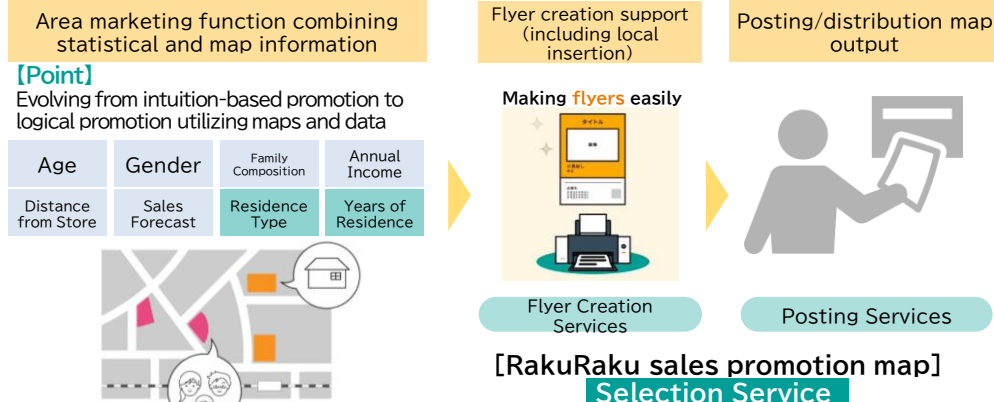 Area marketing function combining
statistical and map information
【Point】
Evolving from intuition-based promotion to
logical promotion utilizing maps and data
Age
Gender
Family
Composition
Annual
Income
Distance
from Store
Sales
Forecast
Residence
Type
Years of
Residence
Flyer creation support
(including local
insertion)
Making flyers easily
タイトル
Flyer Creation
Services
Posting/distribution map
output
Posting Services
[RakuRaku sales promotion map]
Selection Service